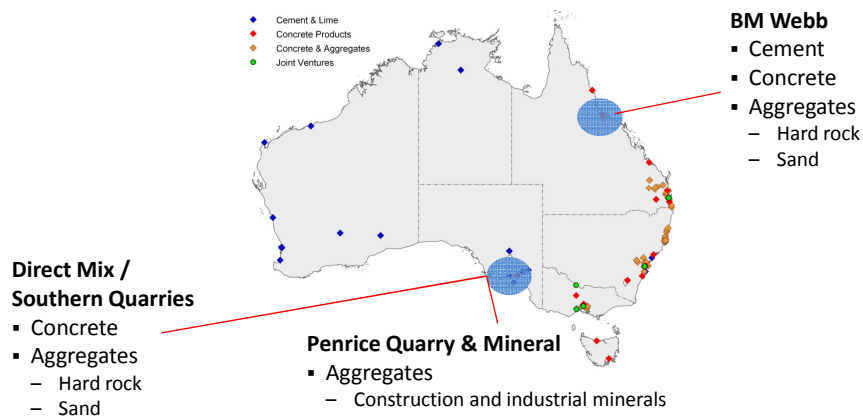 Cement & Lime
Concrete Products
Concrete & Aggregates
Joint Ventures
BM Webb
▪ Cement
▪ Concrete
▪ Aggregates
– Hard rock
– Sand
Direct Mix /
Southern Quarries
▪ Concrete
▪ Aggregates
– Hard rock
– Sand
Penrice Quarry & Mineral
▪ Aggregates
– Construction and industrial minerals